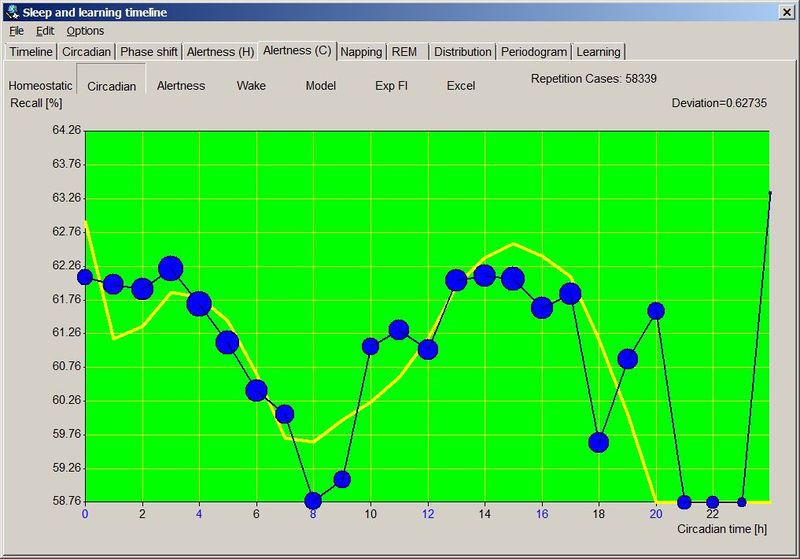 Sleep and learning timeline
File Edit Options
Timeline Circadian Phase shift Alertness (H) Alertness (C) Napping REM Distribution Periodogram Learning
Homeostatic Circadian Alertness Wake Model Exp FI Excel Repetition Cases: 58339
Recall [%] Deviation=0.62735
64.26
63.76
63.26
62.76
62.26
61.76
61.26
60.76
60.26
59.76
59.26
58.76
0 2 4 6 8 10 12 14 16 18 20 22
Circadian time [h]